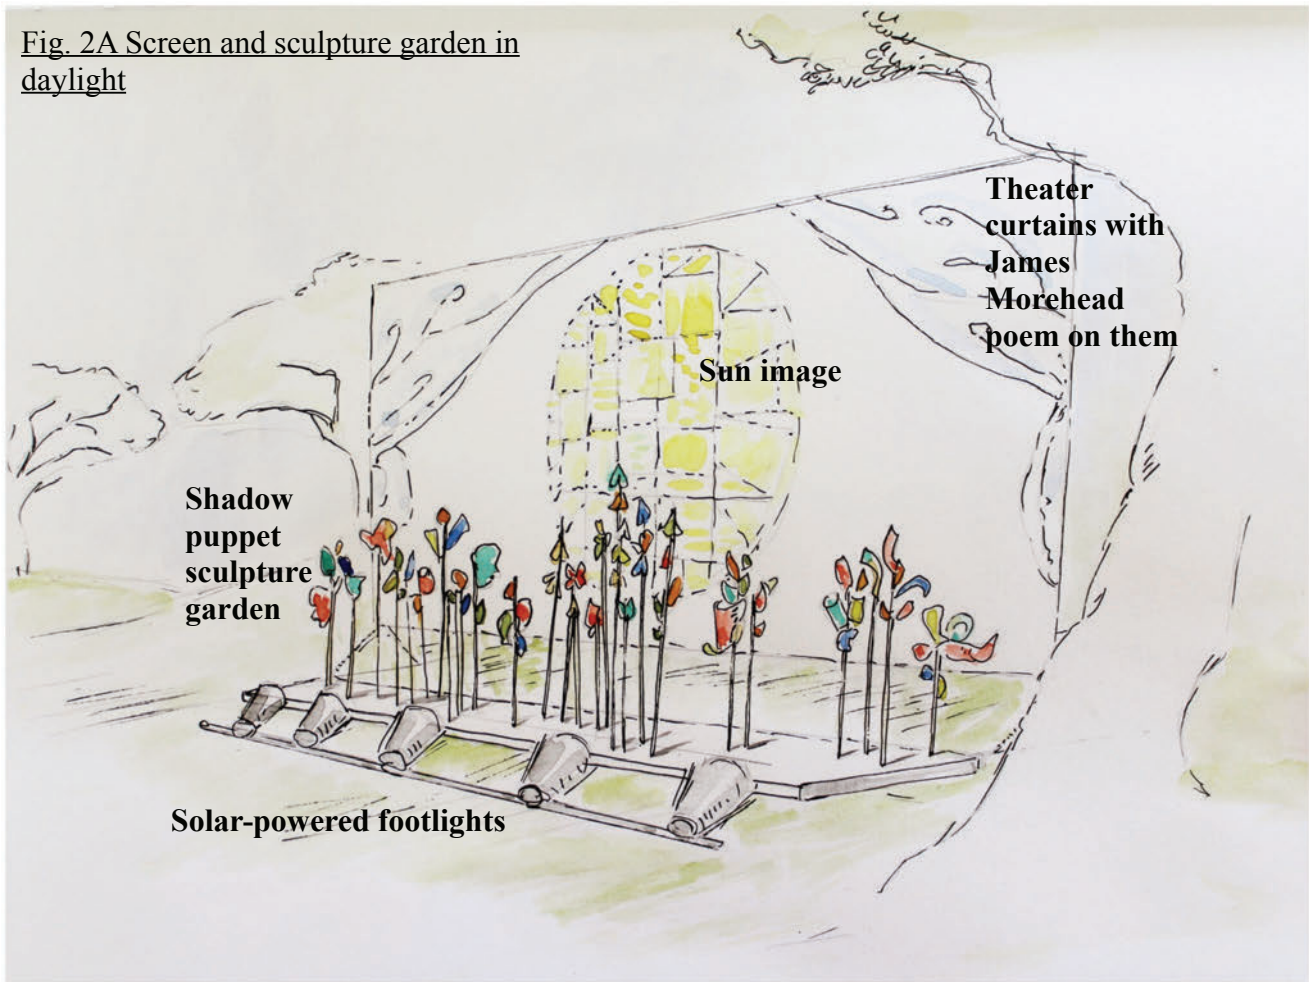 Fig. 2A Screen and sculpture garden in
daylight
Theater
curtains with
James
Morehead
poem on them
Sun image
Shadow
puppet
sculpture
garden
Solar-powered footlights